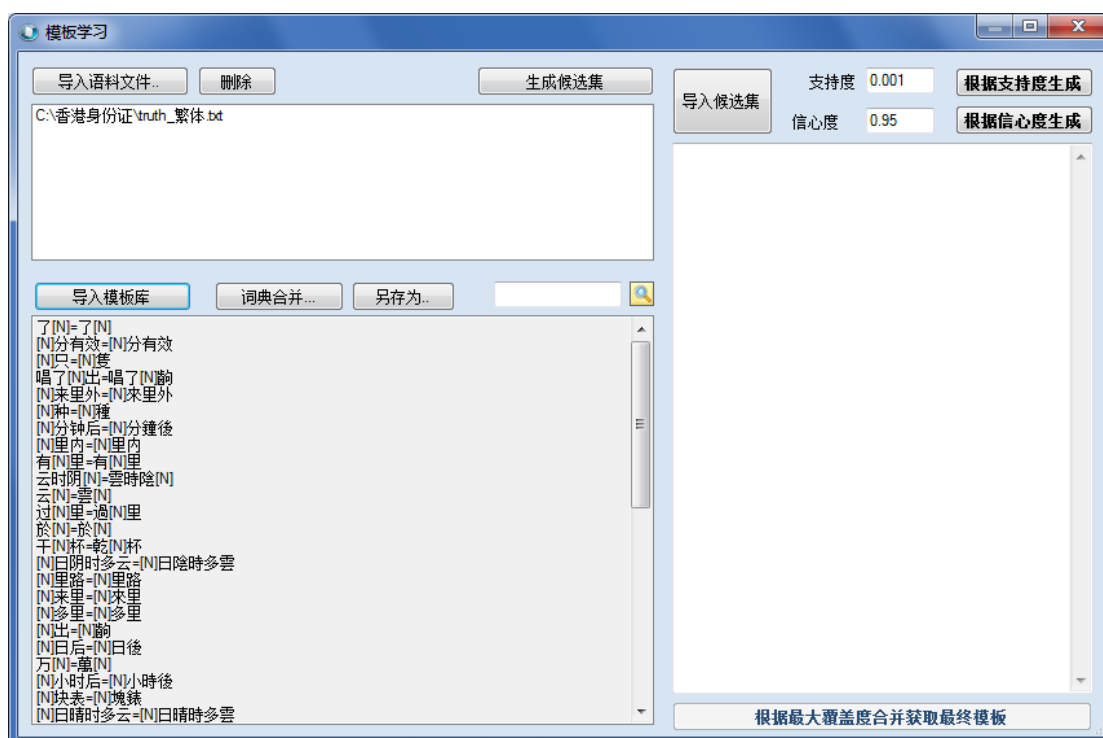 模板学习
导入语料文件..
删除
生成候选集
C:\香港身份证\truth_繁体.txt
导入模板库
词典合并...
另存为..
了[N]=了[N]
[N]分有效=[N]分有效
[N]只=[N]隻
唱了[N]出=唱了[N]齣
[N]来里外=[N]來里外
[N]种=[N]種
[N]分钟后=[N]分鐘後
[N]里内=[N]里内
有[N]里=有[N]里
云时阴[N]=雲時陰[N]
云[N]=雲[N]
过[N]里=過[N]里
於[N]=於[N]
干[N]杯=乾[N]杯
[N]日阴时多云=[N]日陰時多雲
[N]里路=[N]里路
[N]来里=[N]來里
[N]多里=[N]多里
[N]出=[N]齣
[N]日后=[N]日後
万[N]=萬[N]
[N]小时后=[N]小時後
[N]块表=[N]塊錶
[N]日晴时多云=[N]日晴時多雲
导入候选集
支持度
0.001
根据支持度生成
信心度
0.95
根据信心度生成
根据最大覆盖度合并获取最终模板